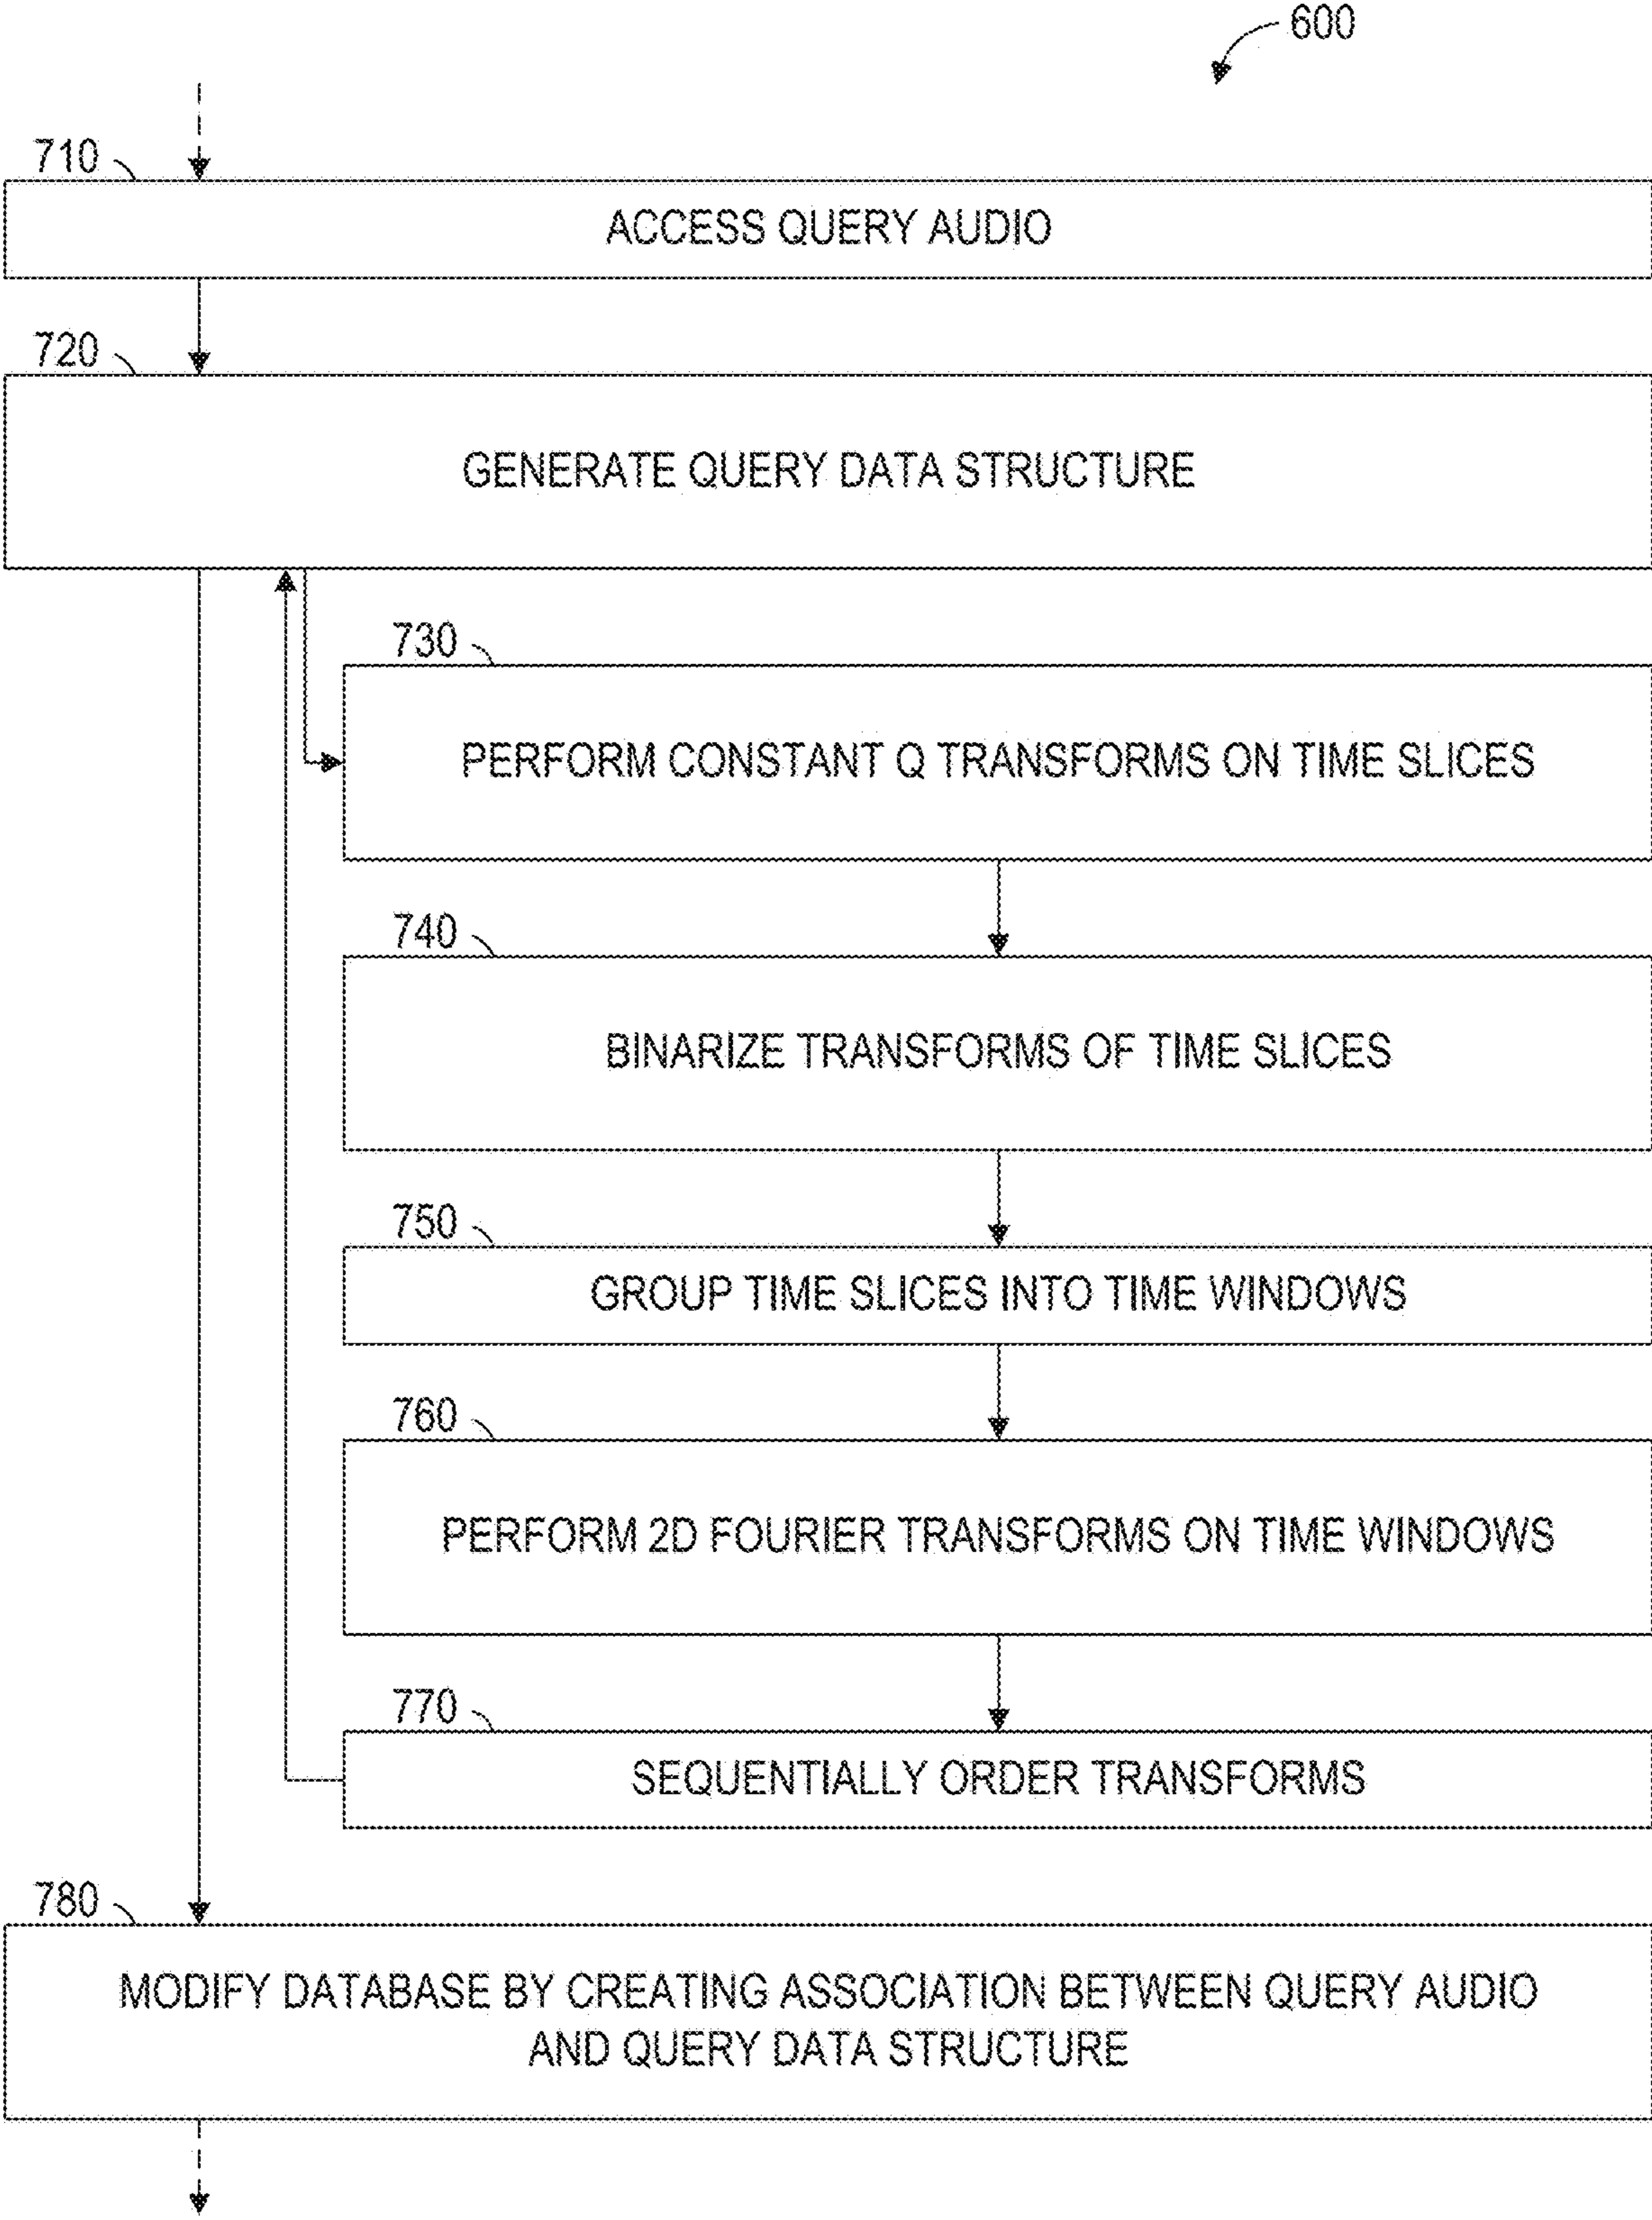 600
710
ACCESS QUERY AUDIO
720
GENERATE QUERY DATA STRUCTURE
730
PERFORM CONSTANT Q TRANSFORMS ON TIME SLICES
740
BINARIZE TRANSFORMS OF TIME SLICES
750
GROUP TIME SLICES INTO TIME WINDOWS
760
PERFORM 2D FOURIER TRANSFORMS ON TIME WINDOWS
770
SEQUENTIALLY ORDER TRANSFORMS
780
MODIFY DATABASE BY CREATING ASSOCIATION BETWEEN QUERY AUDIO
AND QUERY DATA STRUCTURE